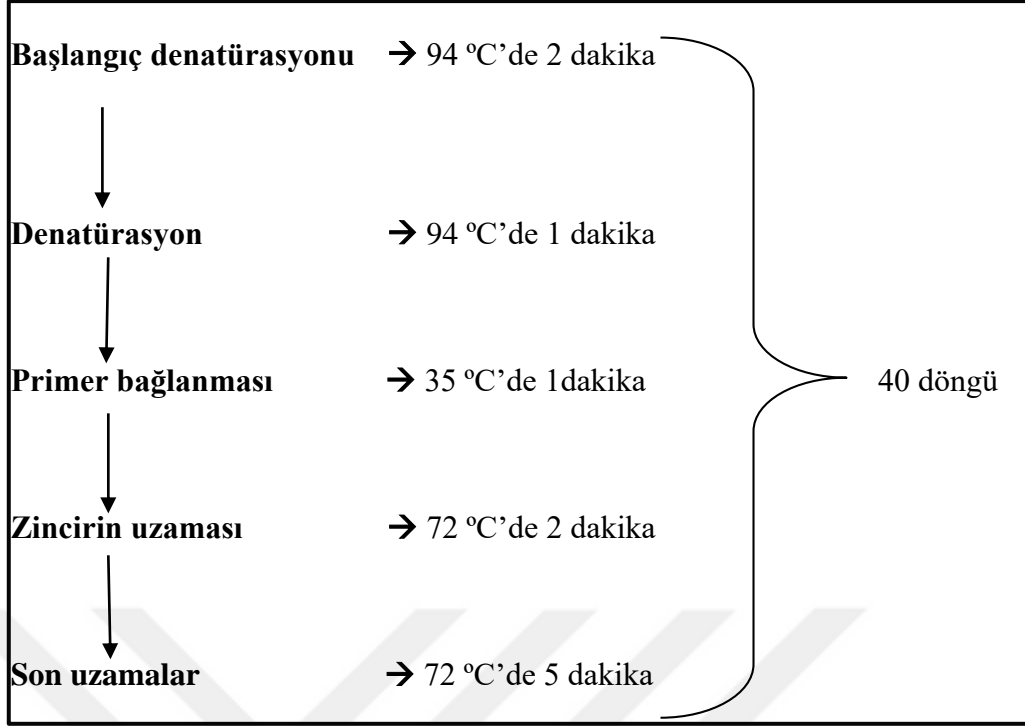 Başlangıç denatürasyonu → 94 ºC’de 2 dakika
Denatürasyon → 94 ºC’de 1 dakika
Primer bağlanması → 35 ºC’de 1dakika
40 döngü
Zincirin uzaması → 72 ºC’de 2 dakika
Son uzamalar → 72 ºC’de 5 dakika